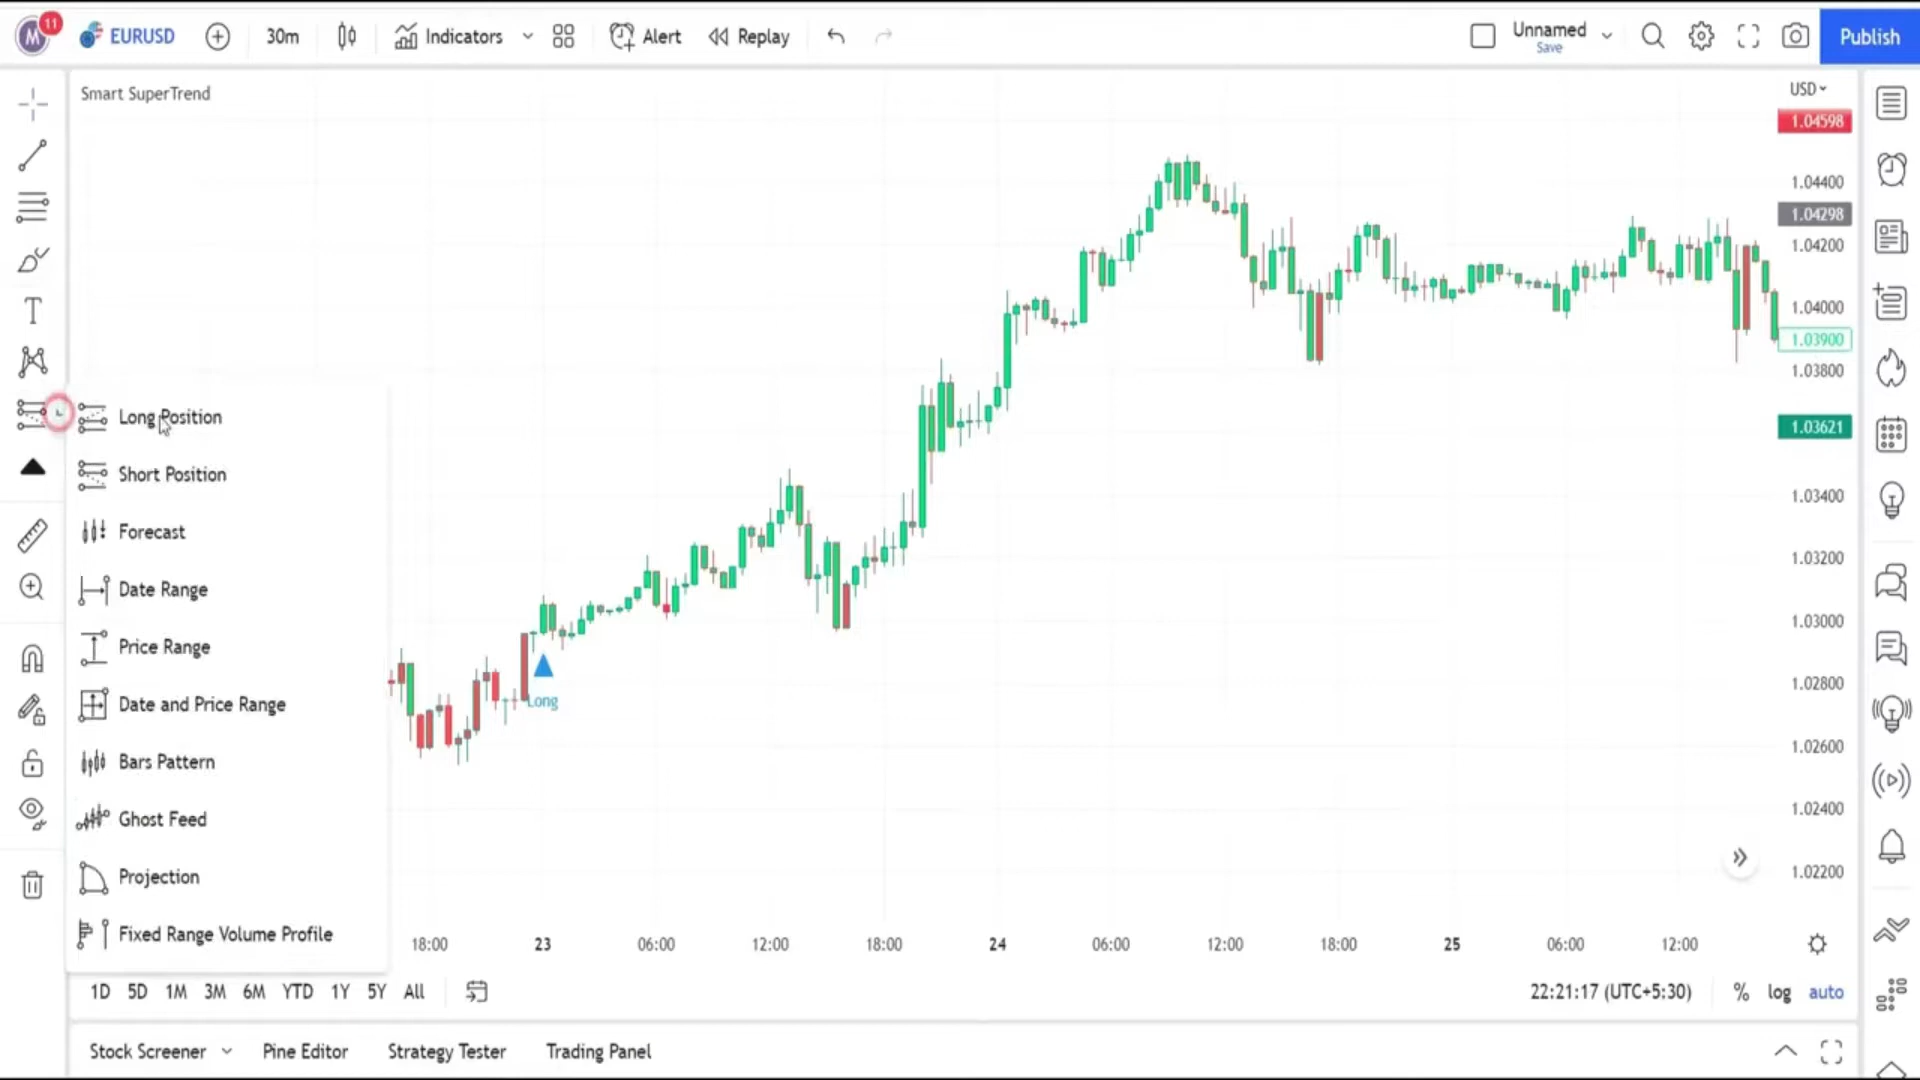 M 11 EURUSD 30m Indicators Alert Replay Unnamed Save Publish
Smart SuperTrend
USD
1.04598
1.04400
1.04298
1.04200
1.04000
1.03900
1.03800
1.03621
1.03400
1.03200
1.03000
1.02800
1.02600
1.02400
1.02200
T
Long Position
Short Position
Forecast
Date Range
Price Range
Date and Price Range
Bars Pattern
Ghost Feed
Projection
Fixed Range Volume Profile
Long
18:00 23 06:00 12:00 18:00 24 06:00 12:00 18:00 25 06:00 12:00
1D 5D 1M 3M 6M YTD 1Y 5Y All 22:21:17 (UTC+5:30) % log auto
Stock Screener Pine Editor Strategy Tester Trading Panel